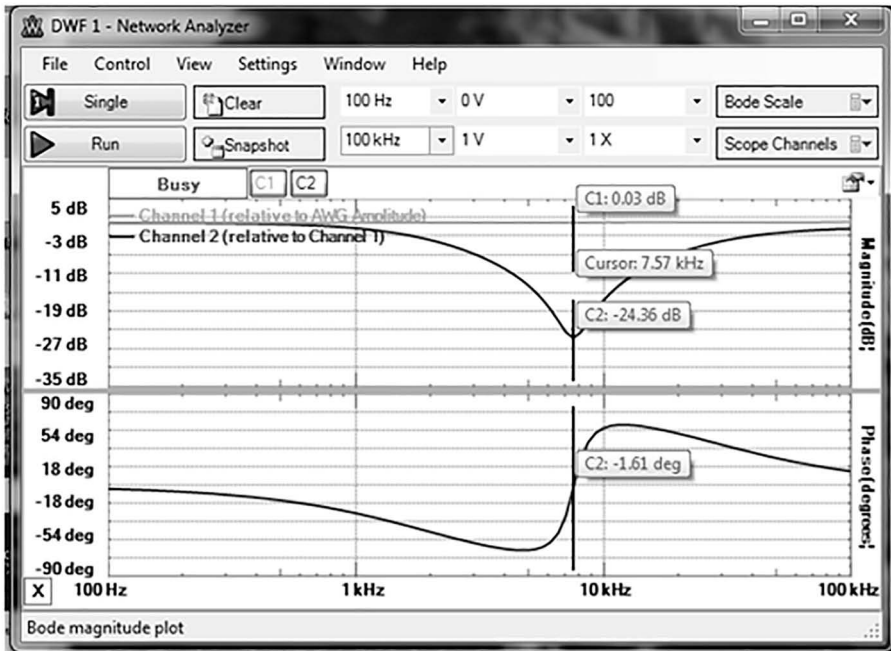 DWF 1 - Network Analyzer
File Control View Settings Window Help
Single Clear 100 Hz 0 V 100 Bode Scale
Run Snapshot 100 kHz 1 V 1 X Scope Channels
Busy C1 C2
5 dB
-3 dB
-11 dB
-19 dB
-27 dB
-35 dB
Channel 1 (relative to AWG Amplitude)
Channel 2 (relative to Channel 1)
C1: 0.03 dB
Cursor: 7.57 kHz
C2: -24.36 dB
Magnitude(dB)
90 deg
54 deg
18 deg
-18 deg
-54 deg
-90 deg
C2: -1.61 deg
Phase(degrees)
X 100 Hz 1 kHz 10 kHz 100 kHz
Bode magnitude plot